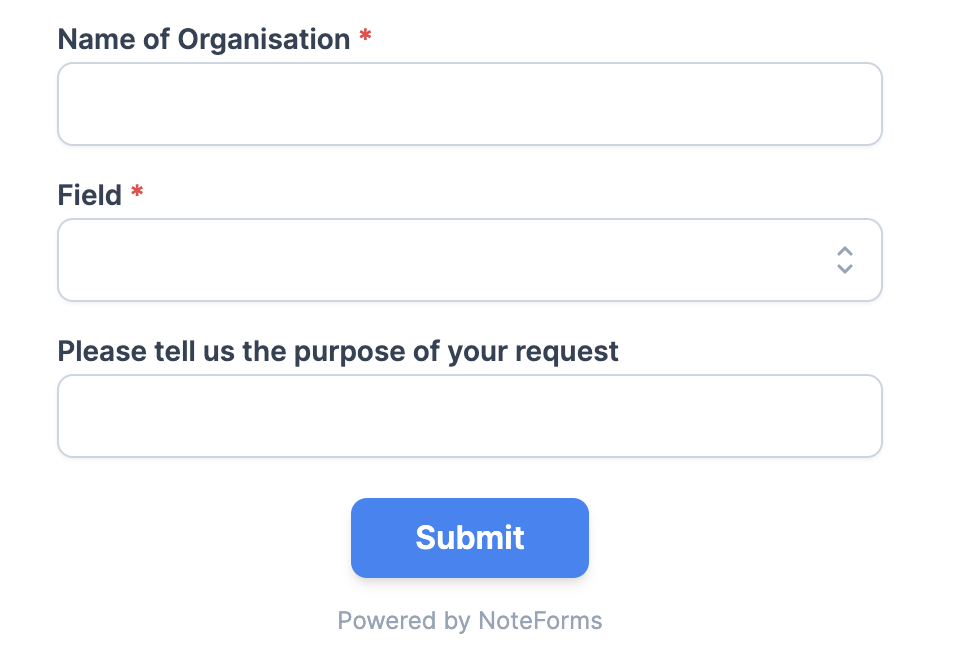 Name of Organisation *
Field *
Please tell us the purpose of your request
Submit
Powered by NoteForms